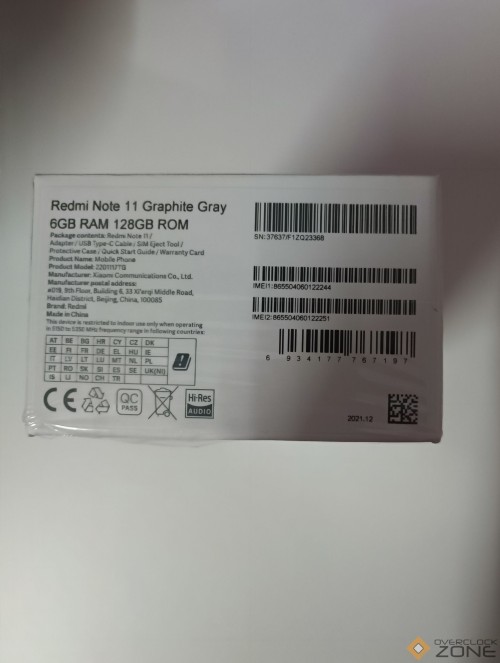 Redmi Note 11 Graphite Gray
6GB RAM 128GB ROM
Package contents: Redmi Note 11 /
Adapter / USB Type-C Cable / SIM Eject Tool /
Protective Case / Quick Start Guide / Warranty Card
Product Name: Mobile Phone
Product Model: 2201117TG
Manufacturer: Xiaomi Communications Co., Ltd.
Manufacturer postal address:
#019, 9th Floor, Building 6, 33 Xi'erqi Middle Road,
Haidian District, Beijing, China, 100085
Brand: Redmi
Made in China
This device is restricted to indoor use only when operating
in 5150 to 5350 MHz frequency range in following countries:
AT BE BG HR CY CZ DK
EE FI FR DE EL HU IE
IT LV LT LU MT NL PL
PT RO SK SI ES SE UK(NI)
IS LI NO CH TR
CE
QC
PASS
Hi-Res
AUDIO
SN: 37637/F1ZQ23368
IMEI1:865504060122244
IMEI2:865504060122251
6 934177 767197
2021.12
OVERCLOCK
ZONE